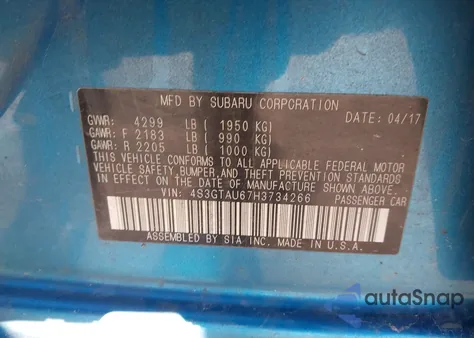 MFD BY SUBARU CORPORATION DATE: 04/17
GVWR: 4299 LB ( 1950 KG)
GAWR: F 2183 LB ( 990 KG)
GAWR: R 2205 LB ( 1000 KG)
THIS VEHICLE CONFORMS TO ALL APPLICABLE FEDERAL MOTOR
VEHICLE SAFETY, BUMPER, AND THEFT PREVENTION STANDARDS
IN EFFECT ON THE DATE OF MANUFACTURE SHOWN ABOVE.
VIN: 4S3GTAU67H3734266 PASSENGER CAR
ASSEMBLED BY SIA INC. MADE IN U.S.A.
autoSnap